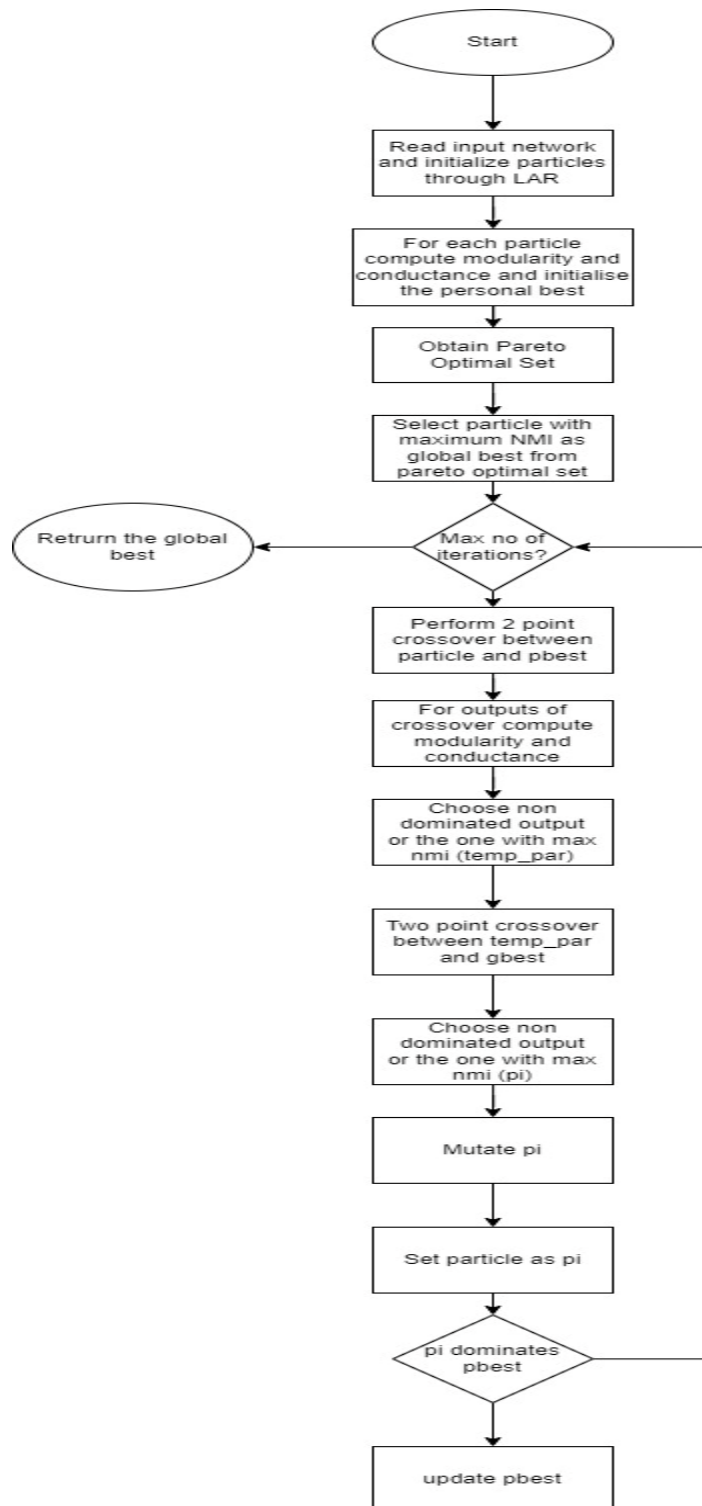 Start
Read input network
and initialize particles
through LAR
For each particle
compute modularity and
conductance and initialise
the personal best
Obtain Pareto
Optimal Set
Select particle with
maximum NMI as
global best from
pareto optimal set
Max no of
iterations?
Retrurn the global
best
Perform 2 point
crossover between
particle and pbest
For outputs of
crossover compute
modularity and
conductance
Choose non
dominated output
or the one with max
nmi (temp_par)
Two point crossover
between temp_par
and gbest
Choose non
dominated output
or the one with max
nmi (pi)
Mutate pi
Set particle as pi
pi dominates
pbest
update pbest